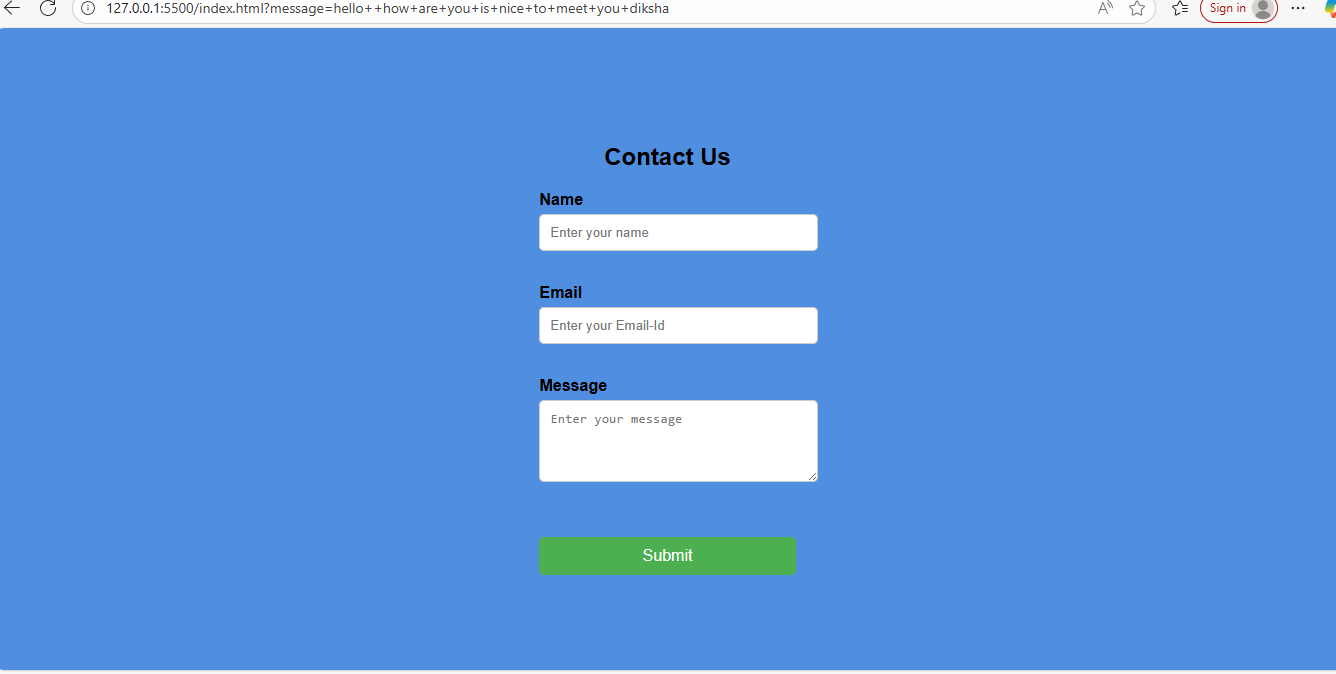 127.0.0.1:5500/index.html?message=hello++how+are+you+is+nice+to+meet+you+diksha
Sign in
Contact Us
Name
Enter your name
Email
Enter your Email-Id
Message
Enter your message
Submit